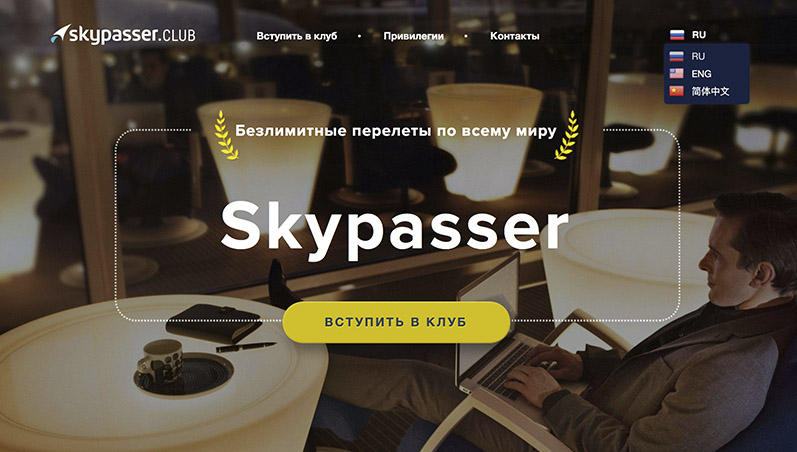 skypasser.CLUB
Вступить в клуб • Привилегии • Контакты
RU
RU
ENG
简体中文
Безлимитные перелеты по всему миру
Skypasser
ВСТУПИТЬ В КЛУБ